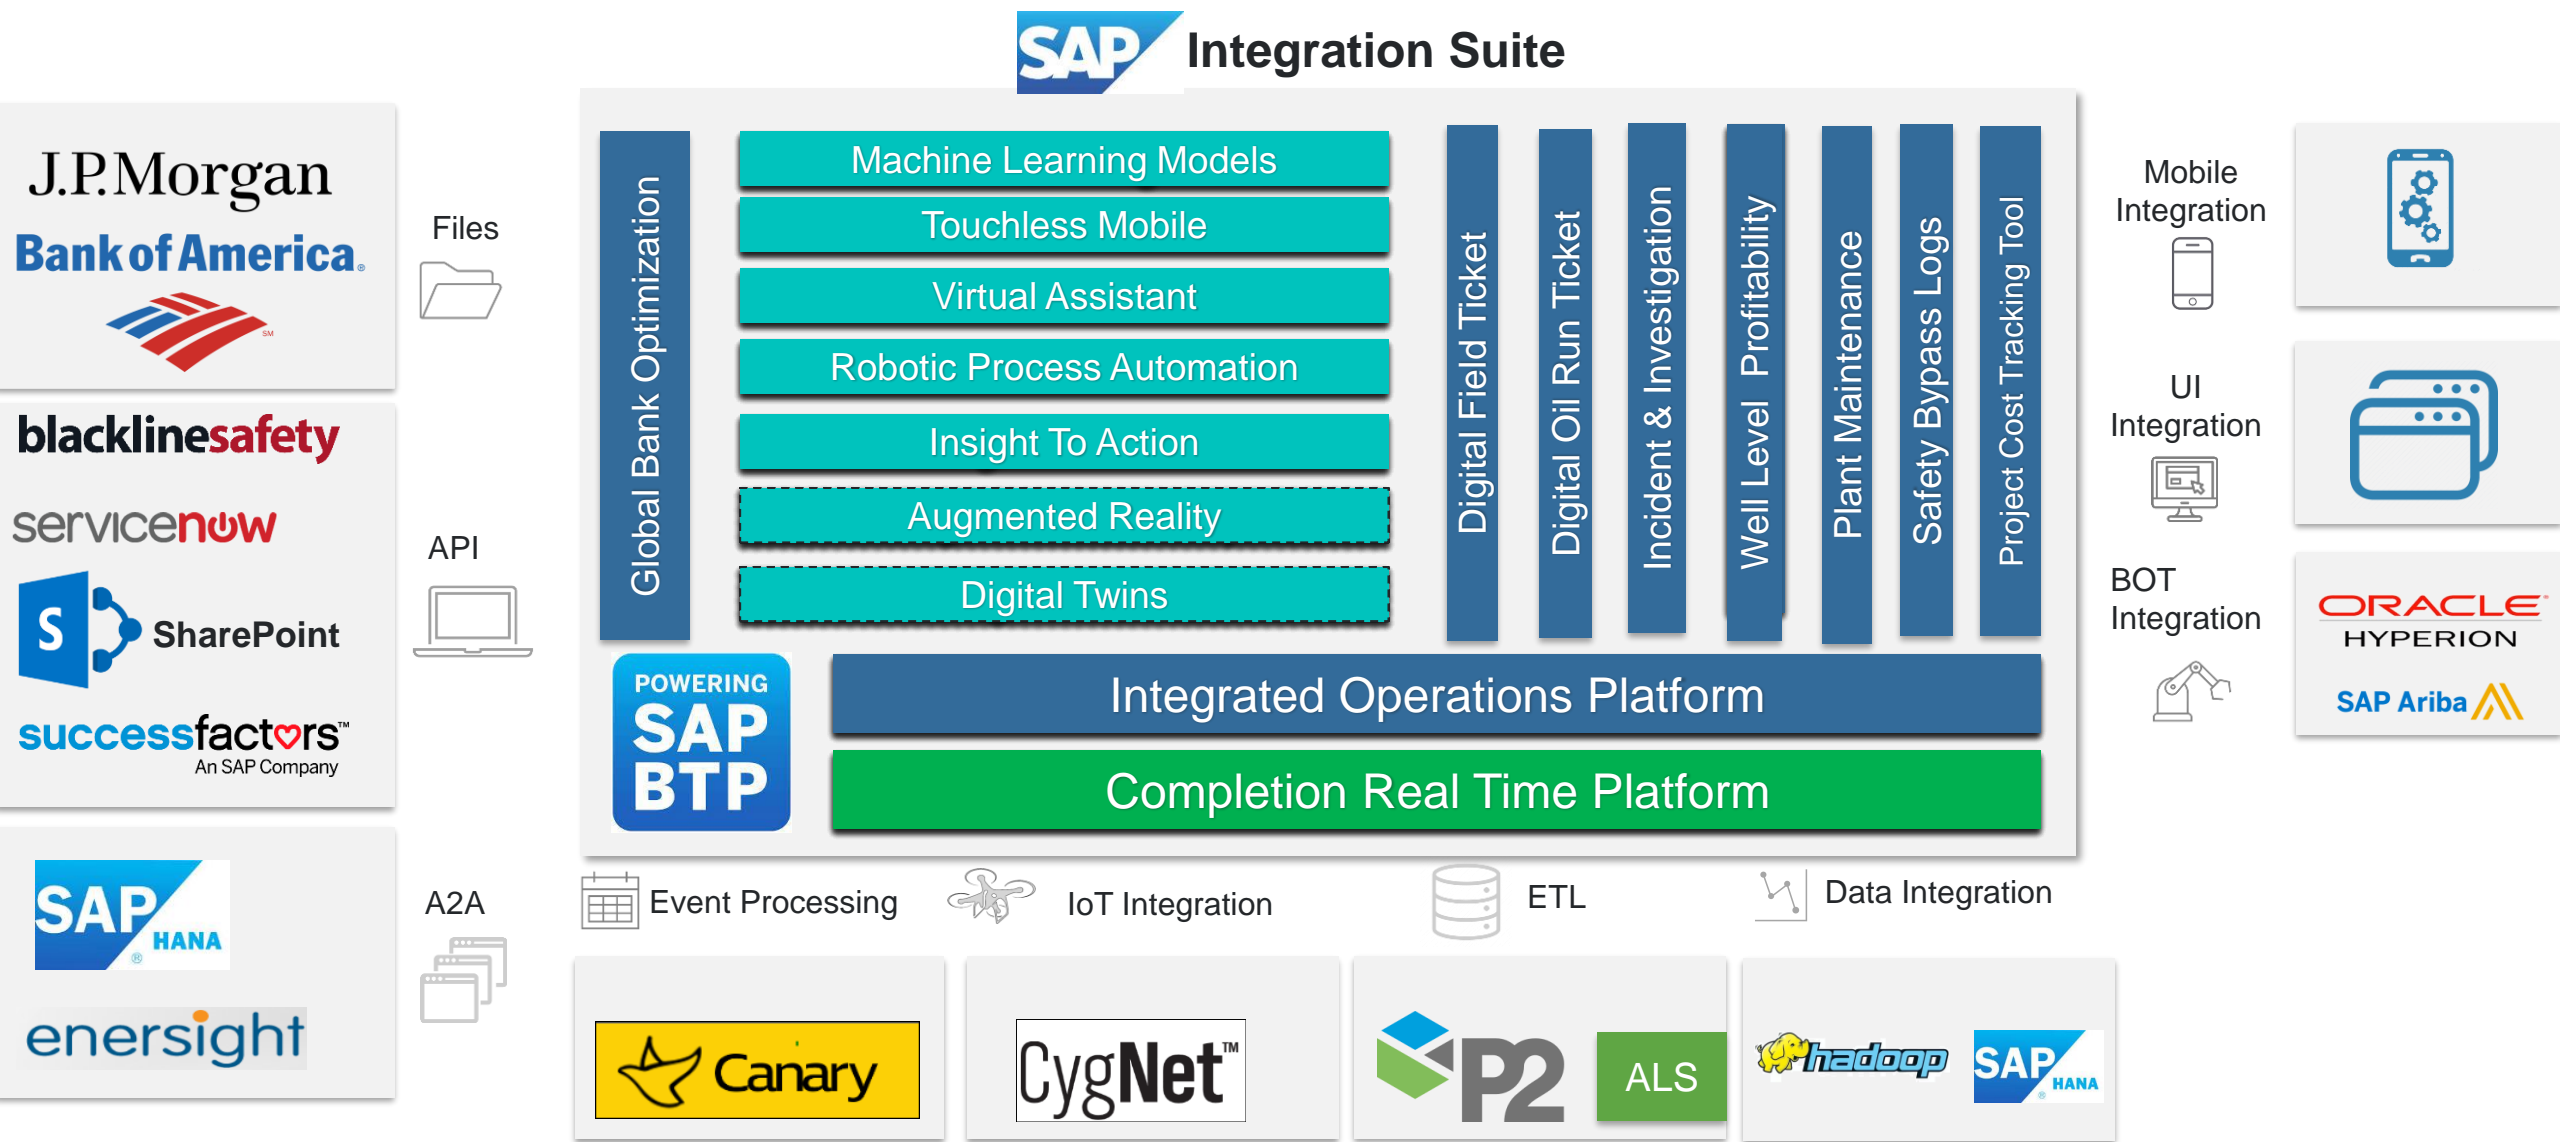 SAP Integration Suite
J.P.Morgan
Bank of America®
SM
Files
blacklinesafety
servicenow
S SharePoint
API
successfactors™
An SAP Company
SAP
® HANA
enersight
A2A
Global Bank Optimization
Machine Learning Models
Touchless Mobile
Virtual Assistant
Robotic Process Automation
Insight To Action
Augmented Reality
Digital Twins
Digital Field Ticket
Digital Oil Run Ticket
Incident & Investigation
Well Level Profitability
Plant Maintenance
Safety Bypass Logs
Project Cost Tracking Tool
POWERING
SAP
BTP
Integrated Operations Platform
Completion Real Time Platform
Mobile
Integration
UI
Integration
BOT
Integration
ORACLE®
HYPERION
SAP Ariba
Event Processing
IoT Integration
ETL
Data Integration
Canary
CygNet™
P2
ALS
hadoop
SAP
® HANA